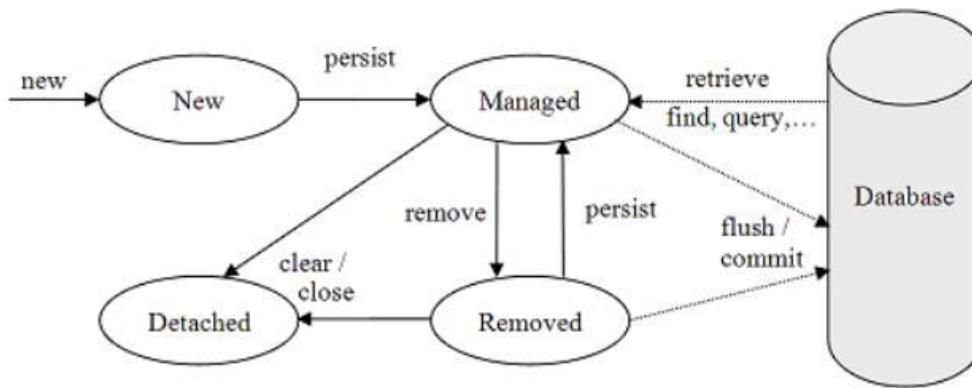 new
New
persist
Managed
retrieve
find, query,...
Database
remove
persist
flush /
commit
clear /
close
Detached
Removed